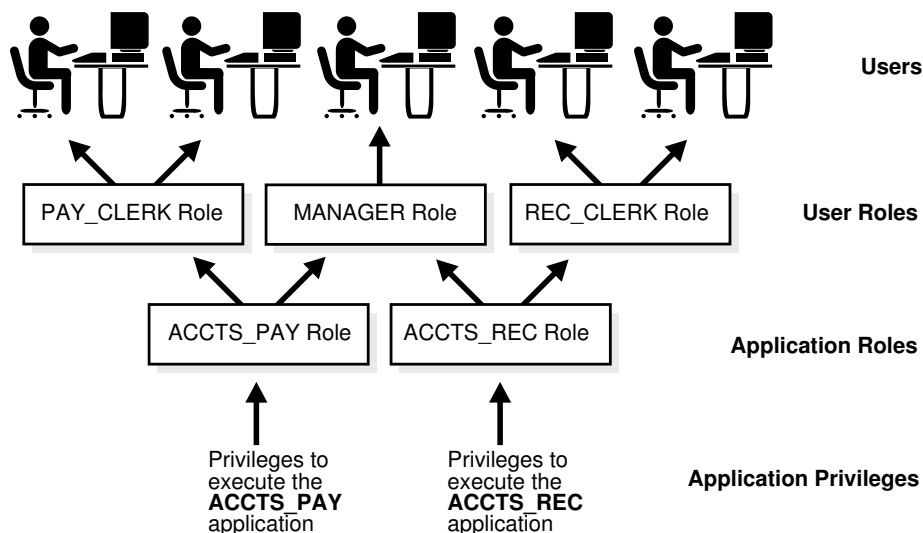 Users
PAY_CLERK Role
MANAGER Role
REC_CLERK Role
User Roles
ACCTS_PAY Role
ACCTS_REC Role
Application Roles
Privileges to
execute the
ACCTS_PAY
application
Privileges to
execute the
ACCTS_REC
application
Application Privileges